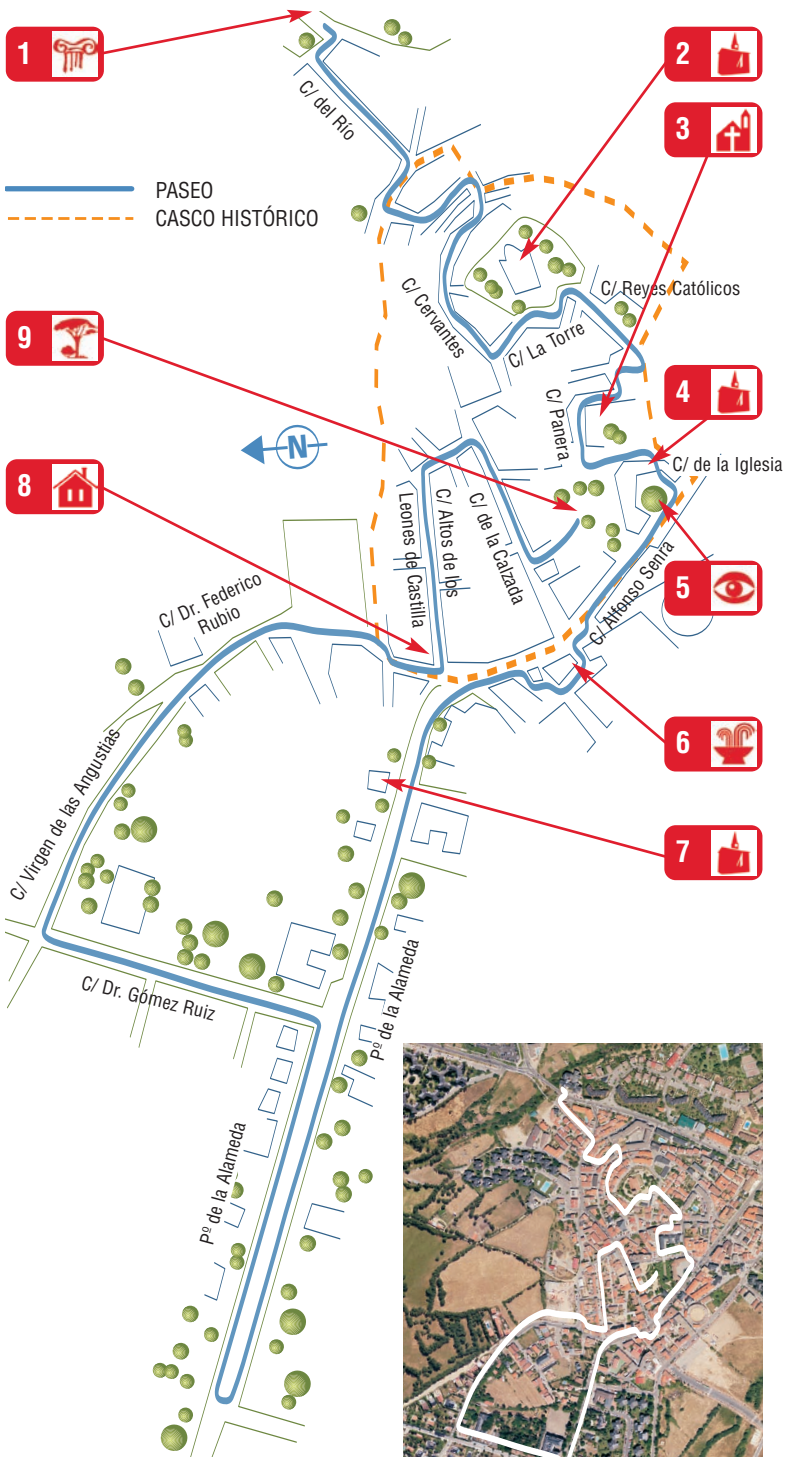 1
2
3
C/ del Río
PASEO
CASCO HISTÓRICO
C/ Reyes Católicos
C/ Cervantes
C/ La Torre
9
4
C/ Panera
N
C/ de la Iglesia
8
Leones de Castilla
C/ Altos de los
C/ de la Calzada
5
C/ Alfonso Senra
C/ Dr. Federico
Rubio
6
C/ Virgen de las Angustias
7
C/ Dr. Gómez Ruiz
Pº de la Alameda
Pº de la Alameda